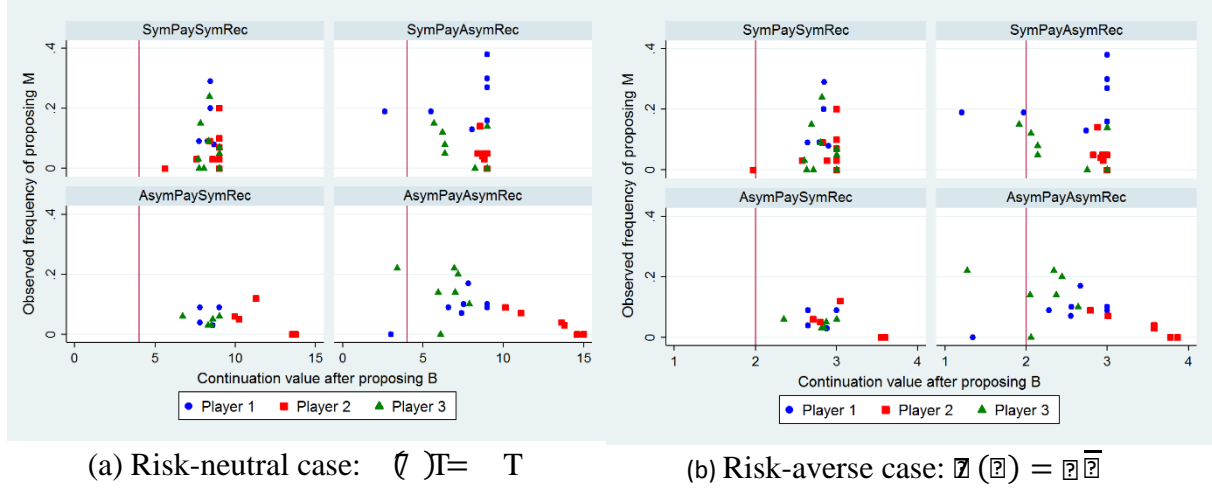 SymPaySymRec SymPayAsymRec
.4
.2
0
AsymPaySymRec AsymPayAsymRec
.4
.2
0
0 5 10 15 0 5 10 15
Observed frequency of proposing M
Continuation value after proposing B
Player 1 Player 2 Player 3
(a) Risk-neutral case:
SymPaySymRec SymPayAsymRec
.4
.2
0
AsymPaySymRec AsymPayAsymRec
.4
.2
0
1 2 3 4 1 2 3 4
Observed frequency of proposing M
Continuation value after proposing B
Player 1 Player 2 Player 3
(b) Risk-averse case: